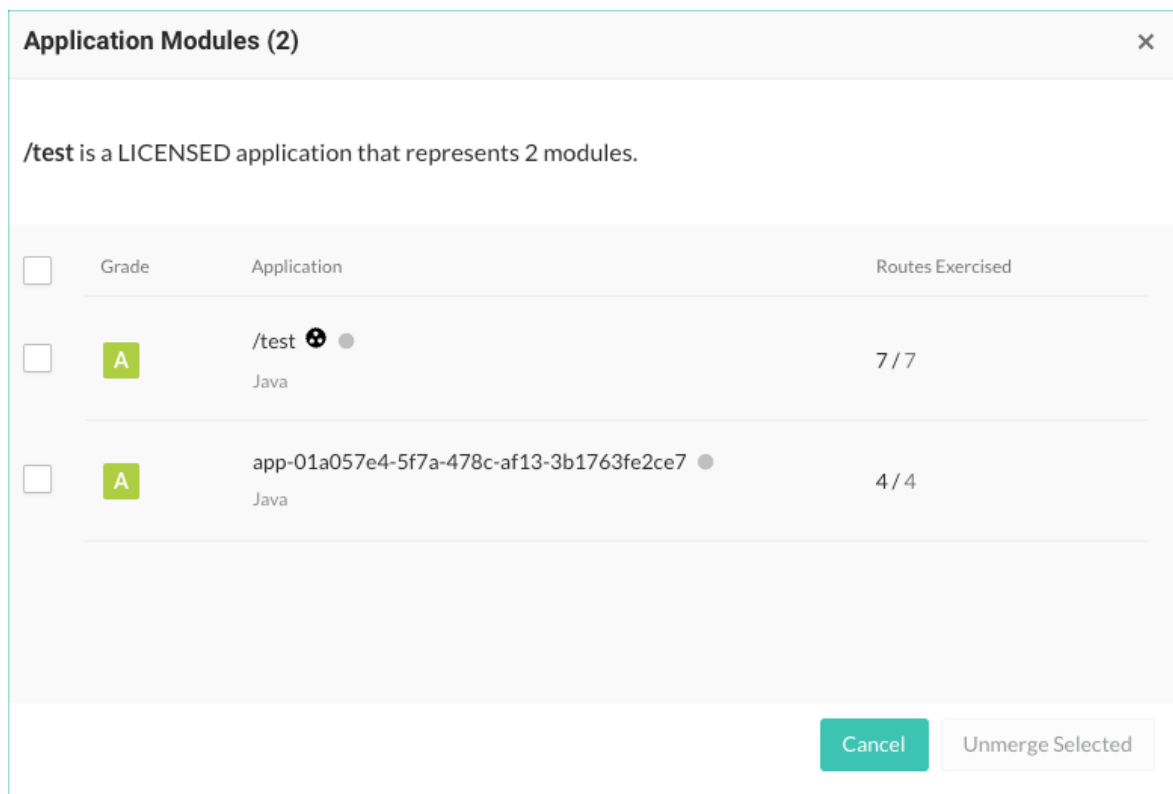 Application Modules (2)
/test is a LICENSED application that represents 2 modules.
Grade Application Routes Exercised
A /test 7 / 7
Java
A app-01a057e4-5f7a-478c-af13-3b1763fe2ce7 4 / 4
Java
Cancel Unmerge Selected